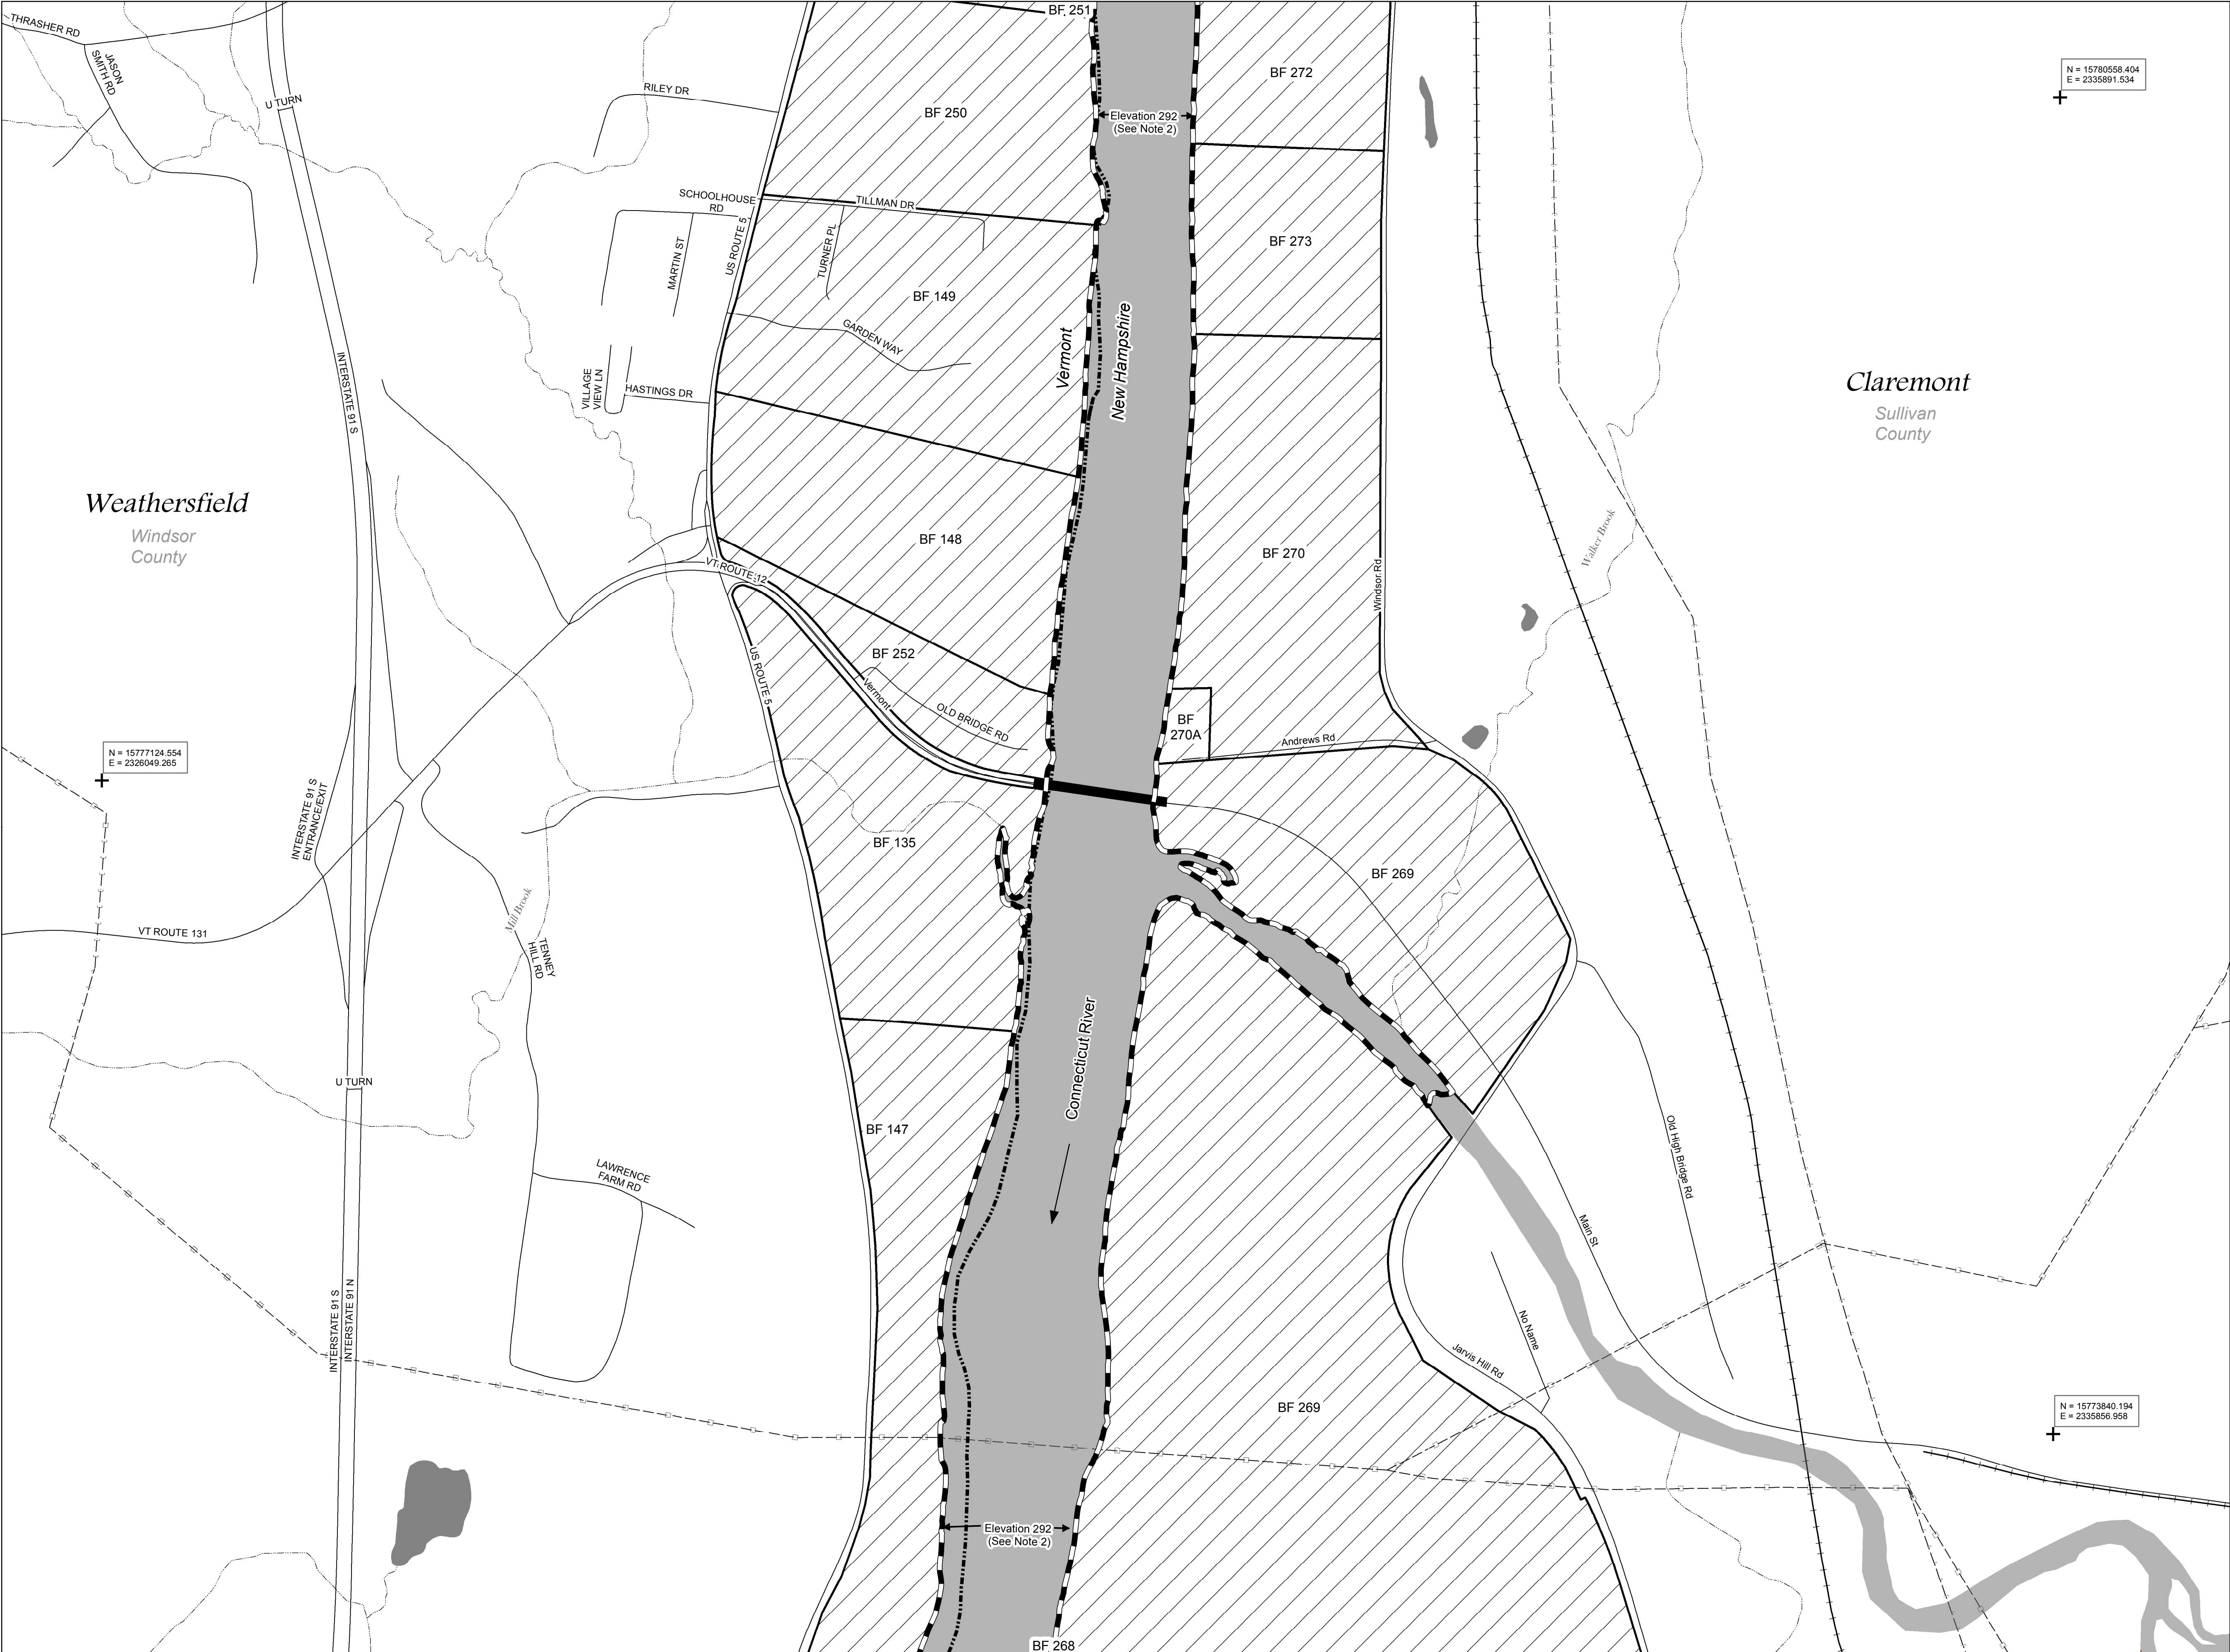 BF 251
THRASHER RD
JASON
SMITH RD
U TURN
RILEY DR
BF 250
BF 272
Elevation 292
(See Note 2)
N = 15780558.404
E = 2335891.534
SCHOOLHOUSE
RD
TILLMAN DR
US ROUTE 5
MARTIN ST
TURNER PL
BF 149
BF 273
GARDEN WAY
Vermont
New Hampshire
INTERSTATE 91 S
VILLAGE
VIEW LN
HASTINGS DR
Claremont
Sullivan
County
Weathersfield
Windsor
County
BF 148
BF 270
Windsor Rd
Walker Brook
VT ROUTE 12
US ROUTE 5
BF 252
Vermont
OLD BRIDGE RD
BF
270A
Andrews Rd
N = 15777124.554
E = 2326049.265
INTERSTATE 91 S
ENTRANCE/EXIT
BF 135
BF 269
Mill Brook
VT ROUTE 131
TENNEY
HILL RD
Connecticut River
U TURN
BF 147
LAWRENCE
FARM RD
Old High Bridge Rd
Main St
No Name
Jarvis Hill Rd
INTERSTATE 91 S
INTERSTATE 91 N
BF 269
N = 15773840.194
E = 2335856.958
Elevation 292
(See Note 2)
BF 268